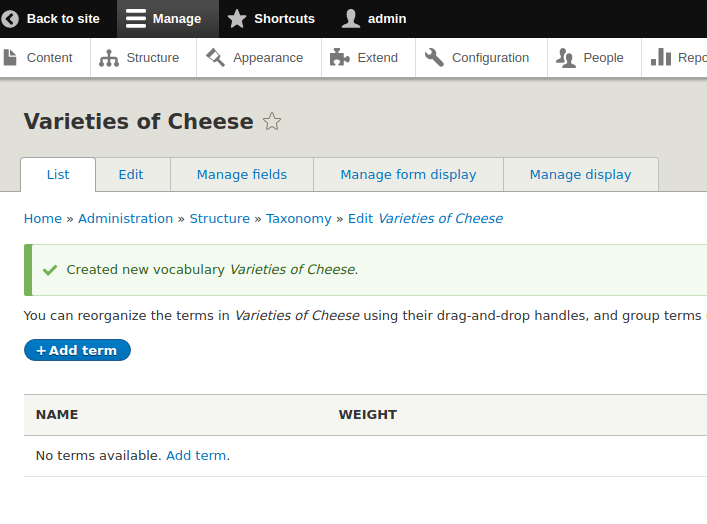 Back to site Manage Shortcuts admin
Content Structure Appearance Extend Configuration People Repo
Varieties of Cheese
List Edit Manage fields Manage form display Manage display
Home » Administration » Structure » Taxonomy » Edit Varieties of Cheese
Created new vocabulary Varieties of Cheese.
You can reorganize the terms in Varieties of Cheese using their drag-and-drop handles, and group terms
+ Add term
NAME WEIGHT
No terms available. Add term.